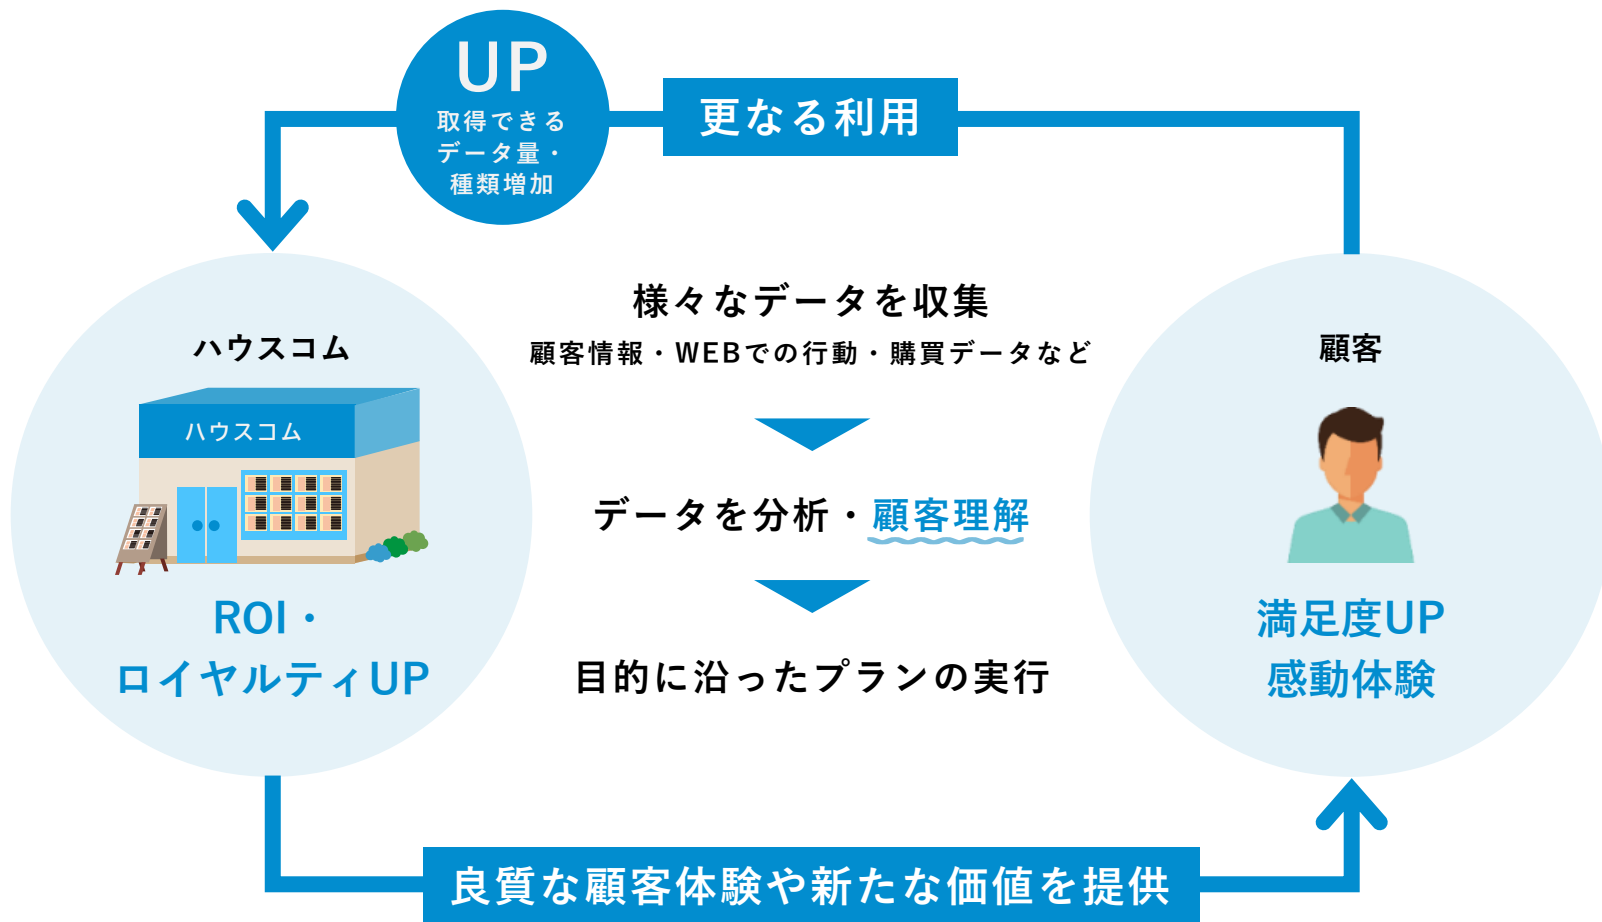 UP
取得できる
データ量・
種類増加
更なる利用
ハウスコム
ハウスコム
ROI・
ロイヤルティUP
様々なデータを収集
顧客情報・WEBでの行動・購買データなど
データを分析・顧客理解
目的に沿ったプランの実行
顧客
満足度UP
感動体験
良質な顧客体験や新たな価値を提供